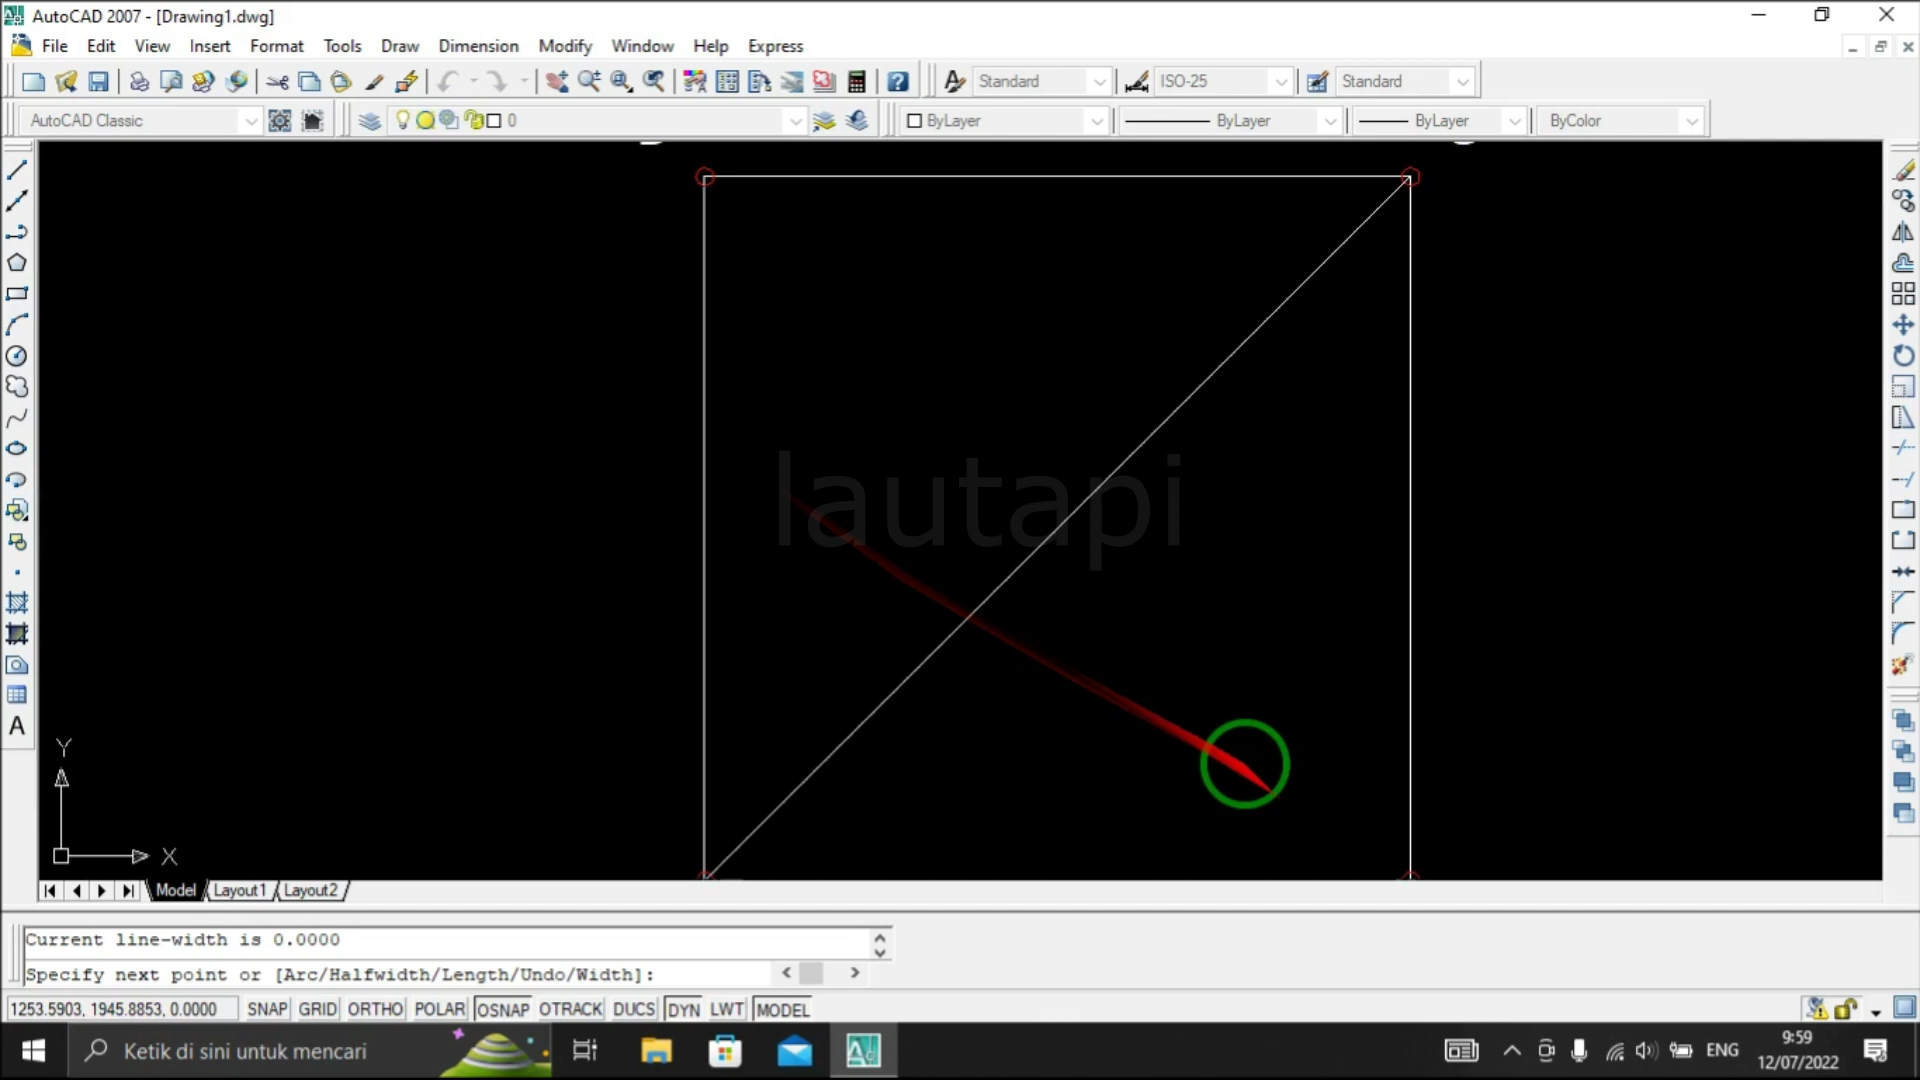 AutoCAD 2007 - [Drawing1.dwg]
File Edit View Insert Format Tools Draw Dimension Modify Window Help Express
Standard ISO-25 Standard
AutoCAD Classic 0 ByLayer ByLayer ByLayer ByColor
lautapi
A
Y
X
Model Layout1 Layout2
Current line-width is 0.0000
Specify next point or [Arc/Halfwidth/Length/Undo/Width]:
1253.5903, 1945.8853, 0.0000 SNAP GRID ORTHO POLAR OSNAP OTRACK DUCS DYN LWT MODEL
Ketik di sini untuk mencari
ENG
9:59
12/07/2022